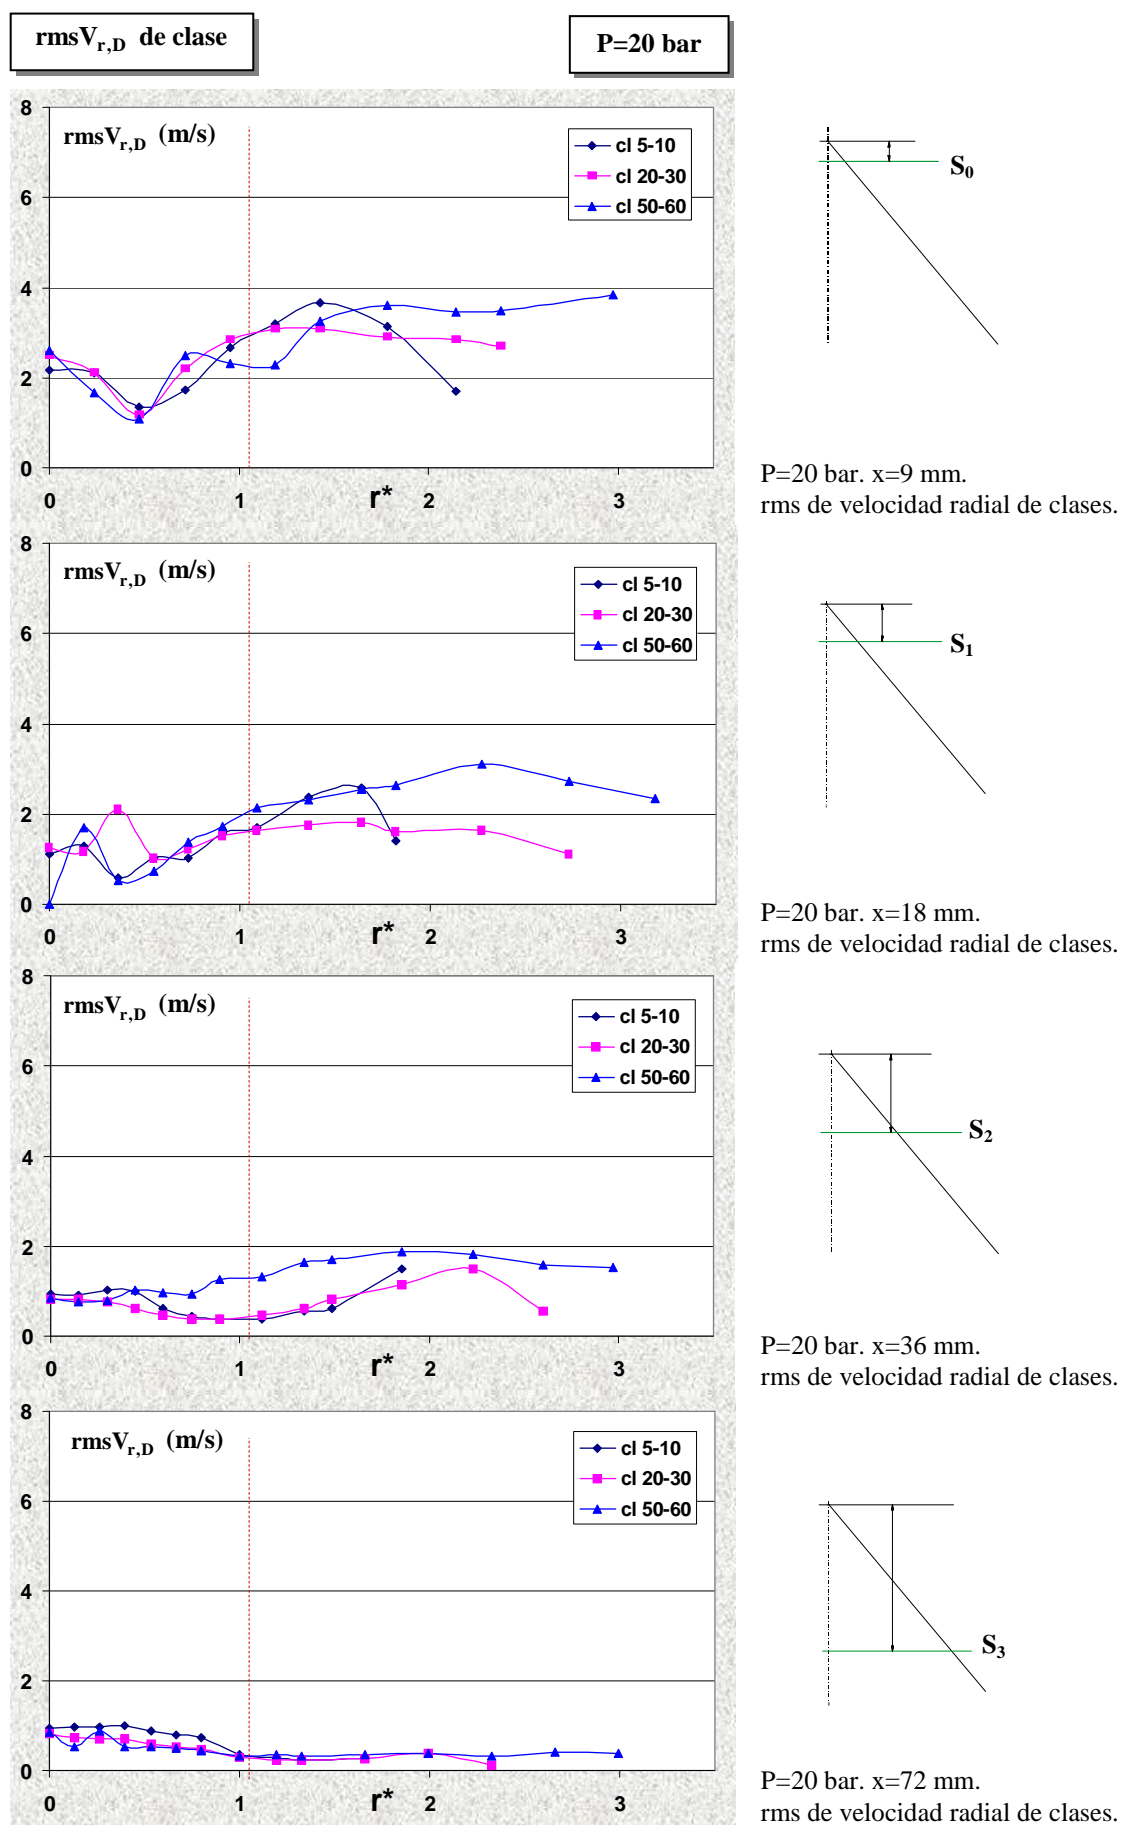 rmsVr,D de clase
P=20 bar
8
6
4
2
0
rmsVr,D (m/s)
cl 5-10
cl 20-30
cl 50-60
0 1 r* 2 3
S0
P=20 bar. x=9 mm.
rms de velocidad radial de clases.
8
6
4
2
0
rmsVr,D (m/s)
cl 5-10
cl 20-30
cl 50-60
0 1 r* 2 3
S1
P=20 bar. x=18 mm.
rms de velocidad radial de clases.
8
6
4
2
0
rmsVr,D (m/s)
cl 5-10
cl 20-30
cl 50-60
0 1 r* 2 3
S2
P=20 bar. x=36 mm.
rms de velocidad radial de clases.
8
6
4
2
0
rmsVr,D (m/s)
cl 5-10
cl 20-30
cl 50-60
0 1 r* 2 3
S3
P=20 bar. x=72 mm.
rms de velocidad radial de clases.